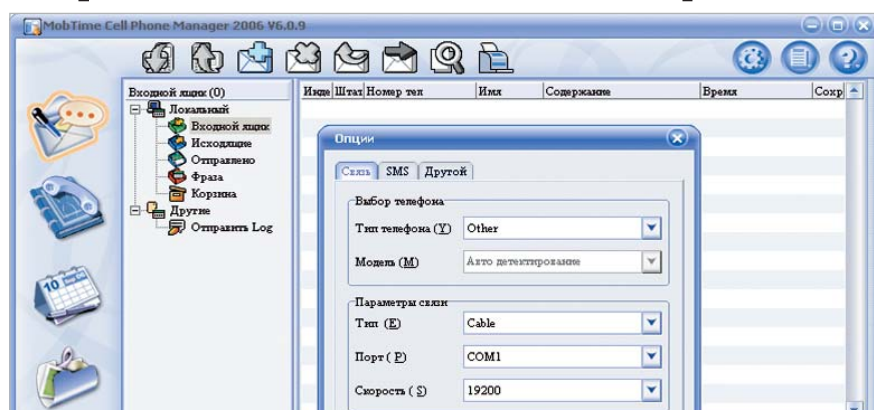 MobTime Cell Phone Manager 2006 V6.0.9
Входной ящик (0)
Локальный
Входной ящик
Исходящие
Отправлено
Фраза
Корзина
Другие
Отправить Log
Инде Штат Номер тел Имя Содержание Время Сохр
Опции
Связь SMS Другой
Выбор телефона
Тип телефона (Y) Other
Модель (M) Авто детектирование
Параметры связи
Тип (E) Cable
Порт ( P) COM1
Скорость ( S) 19200
10